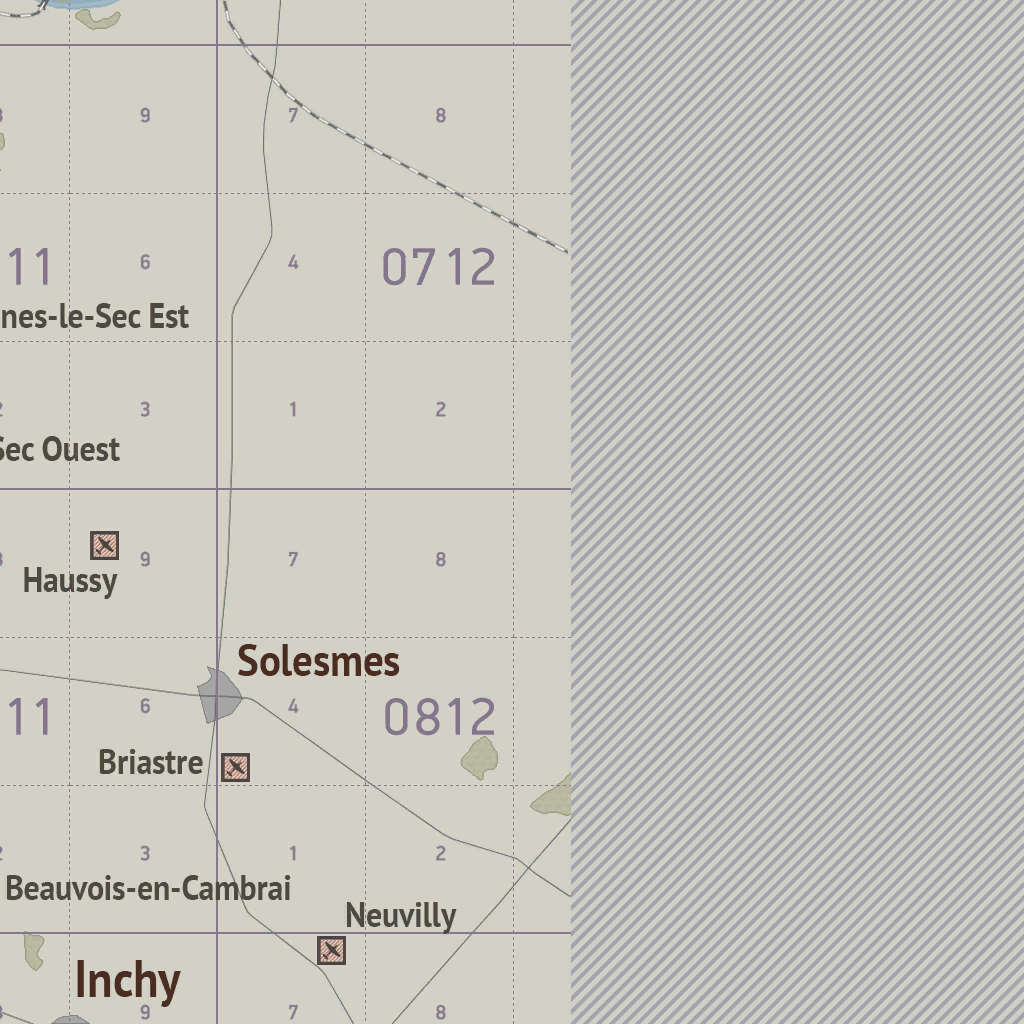 9 7 8
11 6 4 0712
nes-le-Sec Est
3 1 2
Sec Ouest
9 7 8
Haussy
Solesmes
11 6 4 0812
Briastre
3 1 2
Beauvois-en-Cambrai
Neuvilly
Inchy
9 7 8